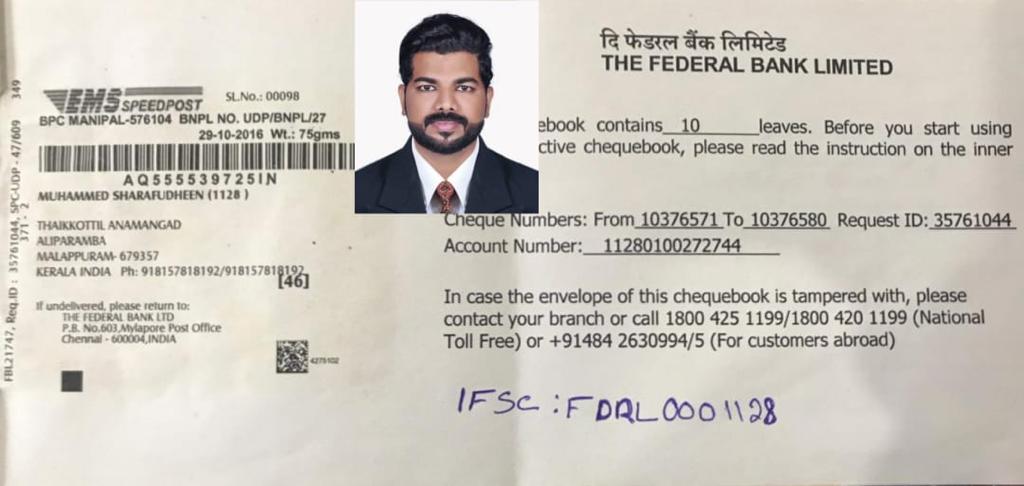 349
FBL21747, Req.ID : 35761044, SPC-UDP - 47/609
371 - 2
EMS SPEEDPOST
SL.No.: 00098
BPC MANIPAL-576104 BNPL NO. UDP/BNPL/27
29-10-2016 Wt.: 75gms
AQ555539725IN
MUHAMMED SHARAFUDHEEN (1128 )
THAIKKOTTIL ANAMANGAD
ALIPARAMBA
MALAPPURAM- 679357
KERALA INDIA Ph: 918157818192/918157818192
[46]
If undelivered, please return to:
THE FEDERAL BANK LTD
P.B. No.603,Mylapore Post Office
Chennai - 600004,INDIA
4275102
दि फेडरल बैंक लिमिटेड
THE FEDERAL BANK LIMITED
ebook contains 10 leaves. Before you start using
ctive chequebook, please read the instruction on the inner
Cheque Numbers: From 10376571 To 10376580 Request ID: 35761044
Account Number: 11280100272744
In case the envelope of this chequebook is tampered with, please
contact your branch or call 1800 425 1199/1800 420 1199 (National
Toll Free) or +91484 2630994/5 (For customers abroad)
IFSC : FDRL0001128